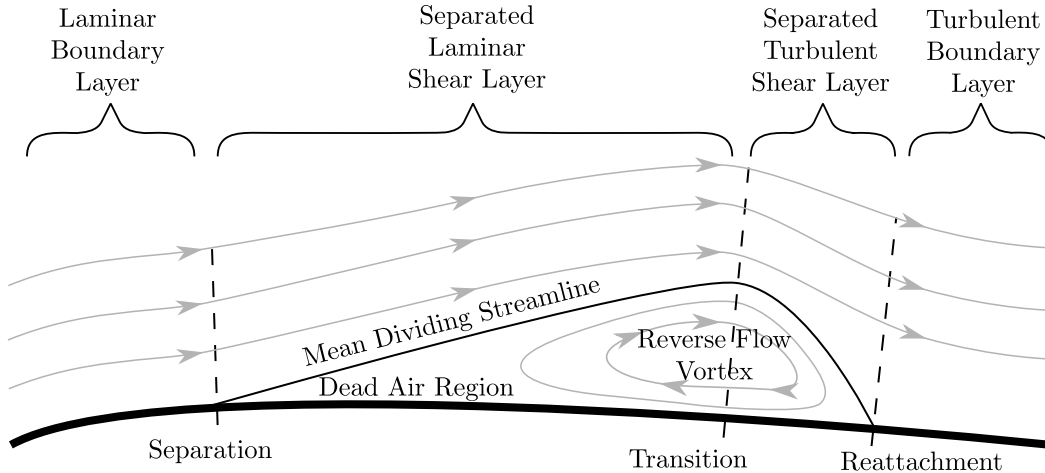 Laminar
Boundary
Layer
Separated
Laminar
Shear Layer
Separated
Turbulent
Shear Layer
Turbulent
Boundary
Layer
Mean Dividing Streamline
Reverse Flow
Vortex
Dead Air Region
Separation
Transition
Reattachment